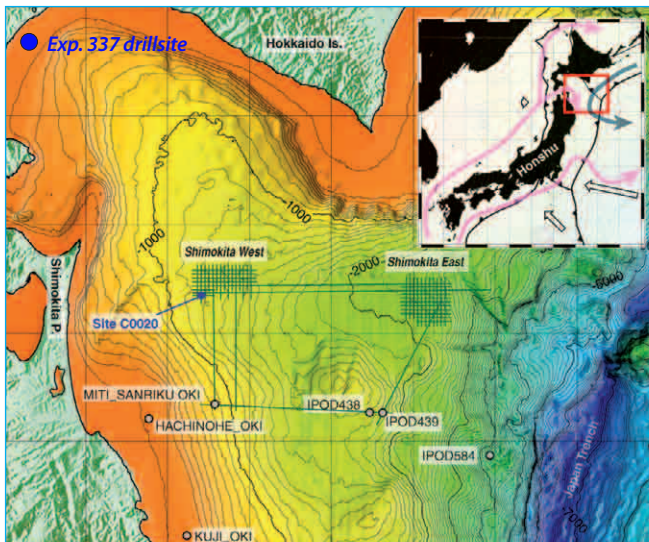 Exp. 337 drillsite
Hokkaido Is.
Honshu
-1000
-1000
Shimokita West
Shimokita East
-2000
-6000
Shimokita P.
Site C0020
MITI_SANRIKU OKI
IPOD438
HACHINOHE_OKI
IPOD439
IPOD584
Japan Trench
-7000
KUJI_OKI